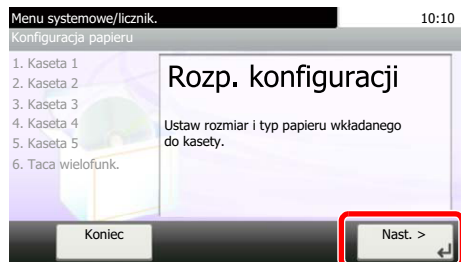 Menu systemowe/licznik.
10:10
Konfiguracja papieru
1. Kaseta 1
2. Kaseta 2
3. Kaseta 3
4. Kaseta 4
5. Kaseta 5
6. Taca wielofunk.
Rozp. konfiguracji
Ustaw rozmiar i typ papieru wkładanego
do kasety.
Koniec
Nast. >